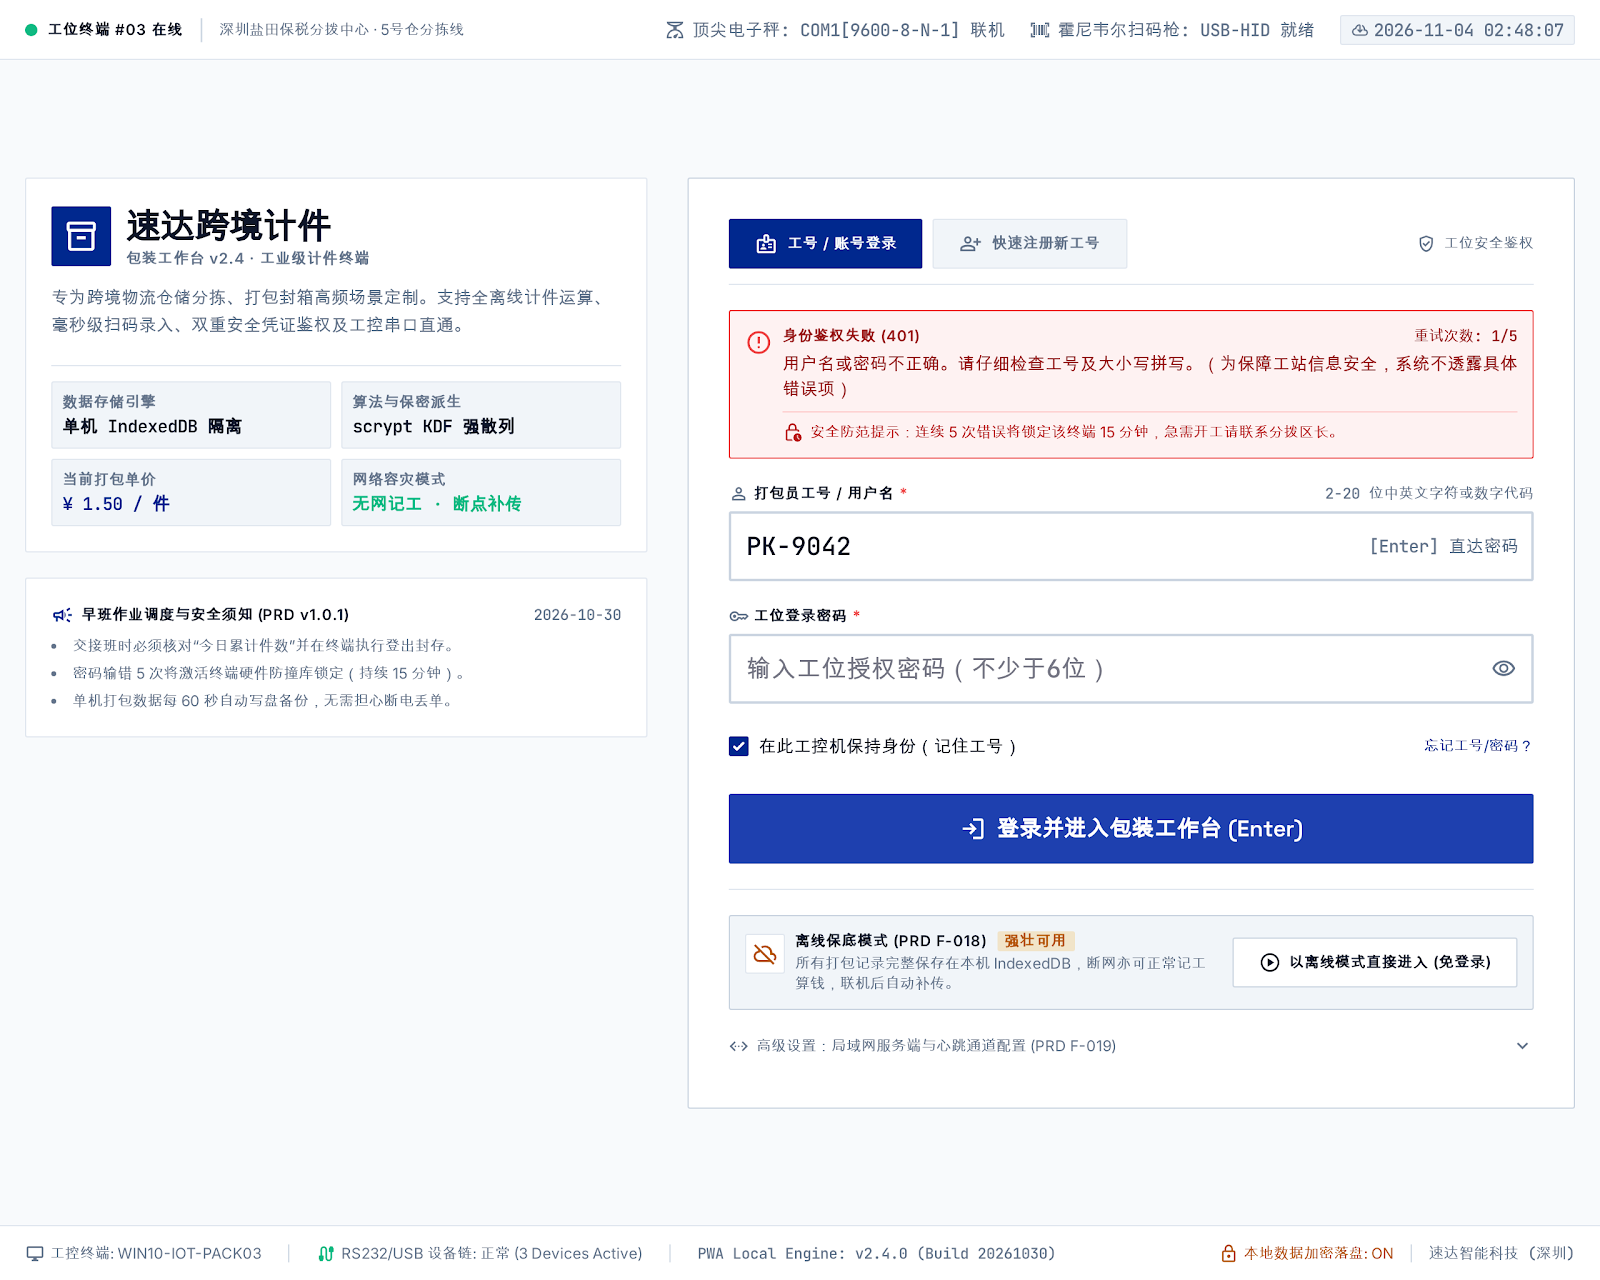 工位终端 #03 在线
深圳盐田保税分拨中心 · 5号仓分拣线
顶尖电子秤: COM1[9600-8-N-1] 联机
霍尼韦尔扫码枪: USB-HID 就绪
2026-11-04 02:48:07
速达跨境计件
包装工作台 v2.4 · 工业级计件终端
专为跨境物流仓储分拣、打包封箱高频场景定制。支持全离线计件运算、
毫秒级扫码录入、双重安全凭证鉴权及工控串口直通。
数据存储引擎
单机 IndexedDB 隔离
算法与保密派生
scrypt KDF 强散列
当前打包单价
¥ 1.50 / 件
网络容灾模式
无网记工 · 断点补传
早班作业调度与安全须知 (PRD v1.0.1)
2026-10-30
交接班时必须核对“今日累计件数”并在终端执行登出封存。
密码输错 5 次将激活终端硬件防撞库锁定（持续 15 分钟）。
单机打包数据每 60 秒自动写盘备份，无需担心断电丢单。
工号 / 账号登录
快速注册新工号
工位安全鉴权
身份鉴权失败 (401)
重试次数: 1/5
用户名或密码不正确。请仔细检查工号及大小写拼写。（为保障工站信息安全，系统不透露具体
错误项）
安全防范提示：连续 5 次错误将锁定该终端 15 分钟，急需开工请联系分拨区长。
打包员工号 / 用户名 *
2-20 位中英文字符或数字代码
PK-9042
[Enter] 直达密码
工位登录密码 *
输入工位授权密码（不少于6位）
在此工控机保持身份（记住工号）
忘记工号/密码？
登录并进入包装工作台 (Enter)
离线保底模式 (PRD F-018)
强壮可用
所有打包记录完整保存在本机 IndexedDB，断网亦可正常记工
算钱，联机后自动补传。
以离线模式直接进入 (免登录)
高级设置：局域网服务端与心跳通道配置 (PRD F-019)
工控终端: WIN10-IOT-PACK03
RS232/USB 设备链: 正常 (3 Devices Active)
PWA Local Engine: v2.4.0 (Build 20261030)
本地数据加密落盘: ON
速达智能科技 (深圳)